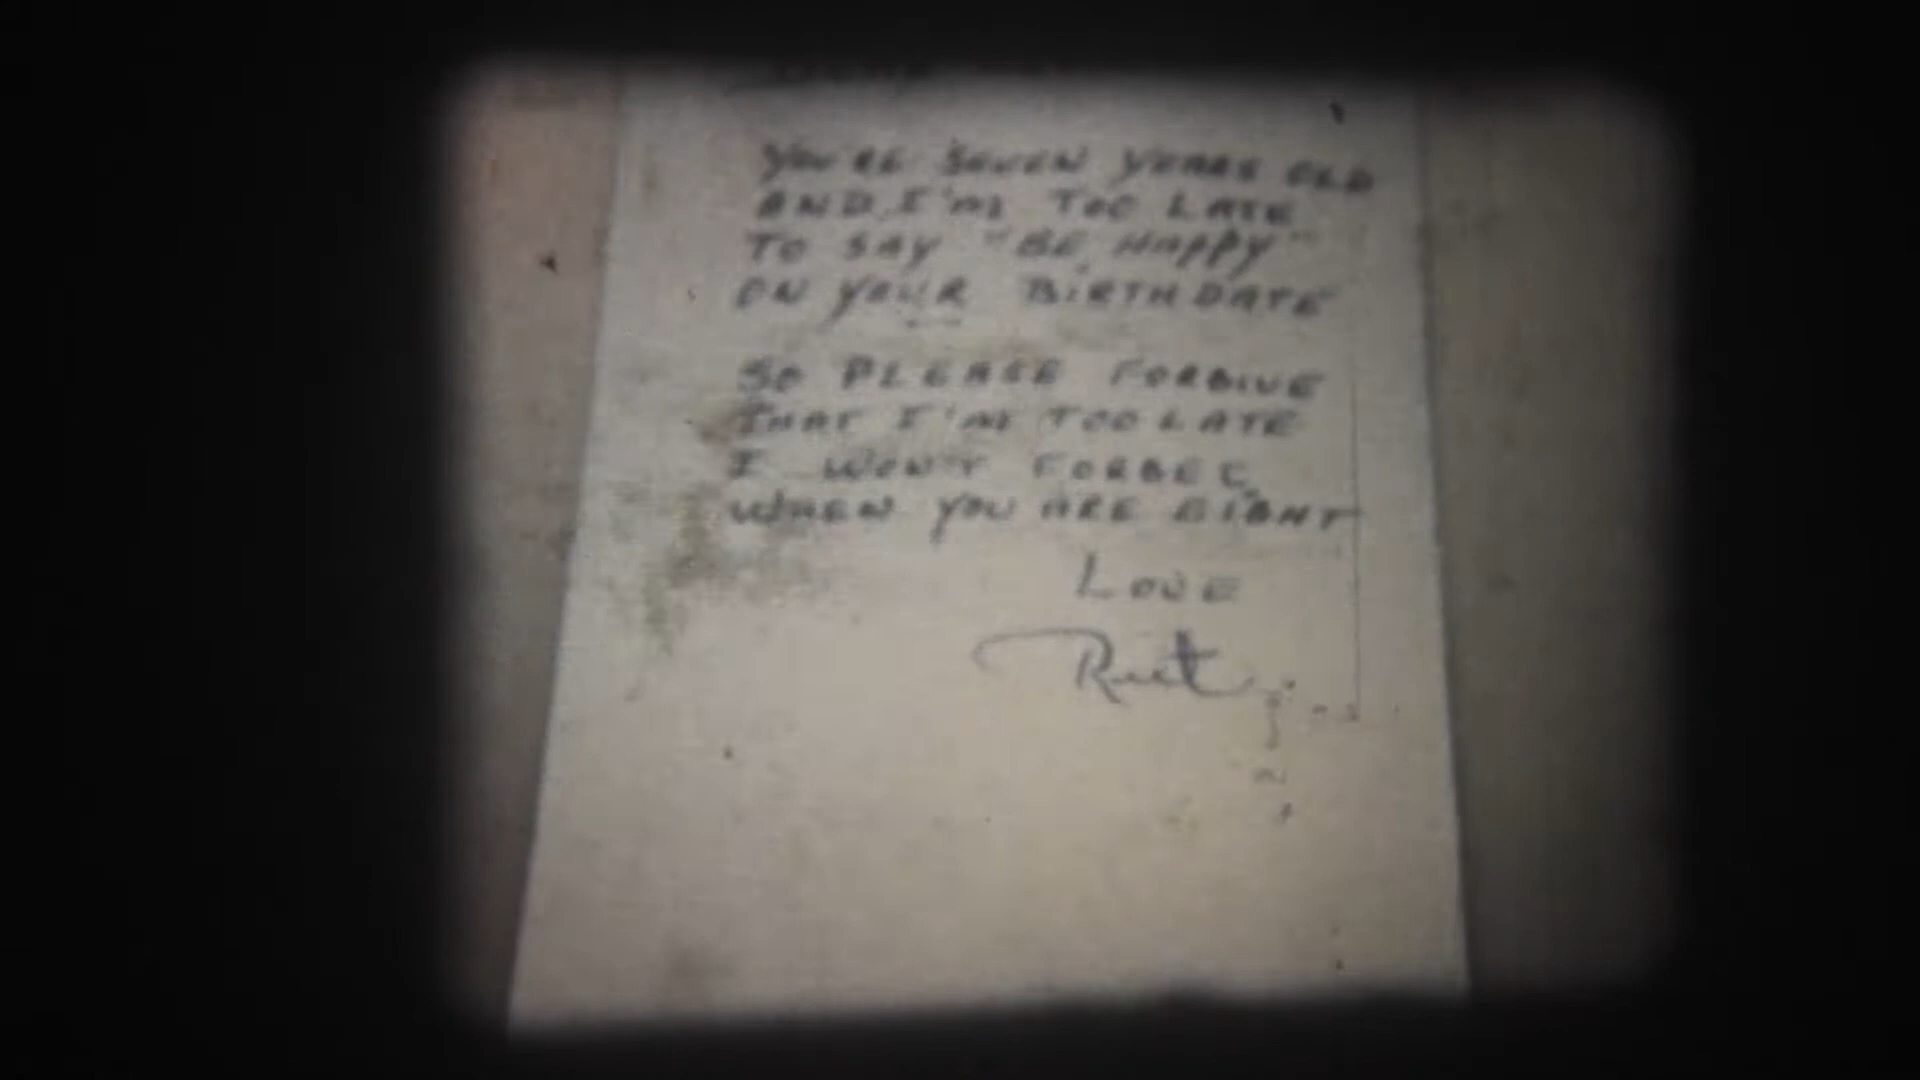 YOU'RE SEVEN YEARS OLD
AND I'M TOO LATE
TO SAY "BE HAPPY"
ON YOUR BIRTHDATE
SO PLEASE FORGIVE
THAT I'M TOO LATE
I WON'T FORGET
WHEN YOU ARE EIGHT
LOVE